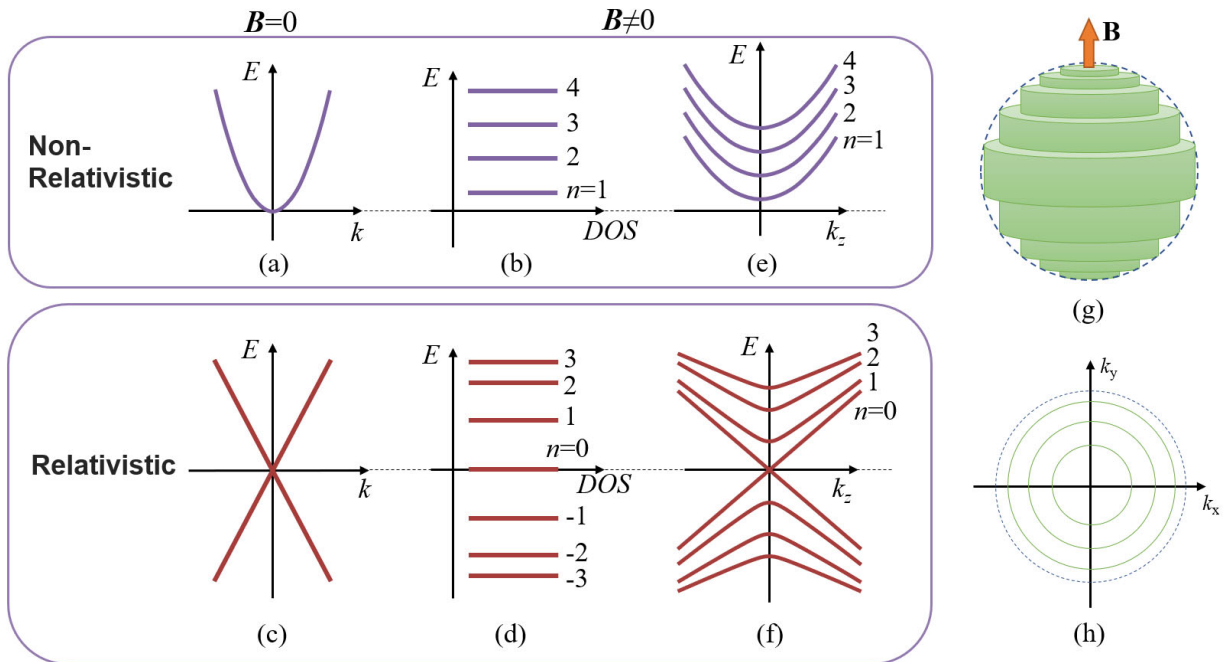 B=0
B≠0
Non-
Relativistic
E
k
(a)
E
4
3
2
n=1
DOS
(b)
E
4
3
2
n=1
k_z
(e)
B
(g)
Relativistic
E
k
(c)
E
3
2
1
n=0
DOS
-1
-2
-3
(d)
E
3
2
1
n=0
k_z
(f)
k_y
k_x
(h)